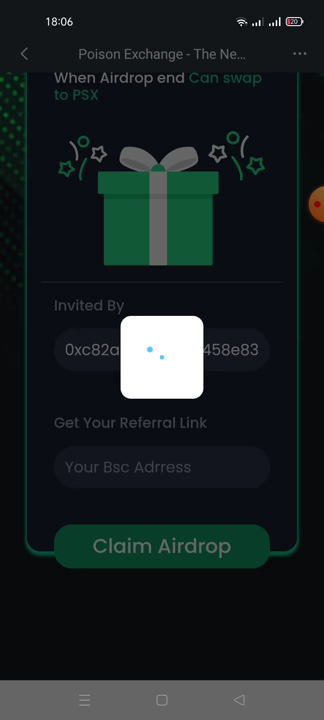 18:06
20
Poison Exchange - The Ne...
When Airdrop end Can swap
to PSX
Invited By
0xc82a 458e83
Get Your Referral Link
Your Bsc Adrress
Claim Airdrop